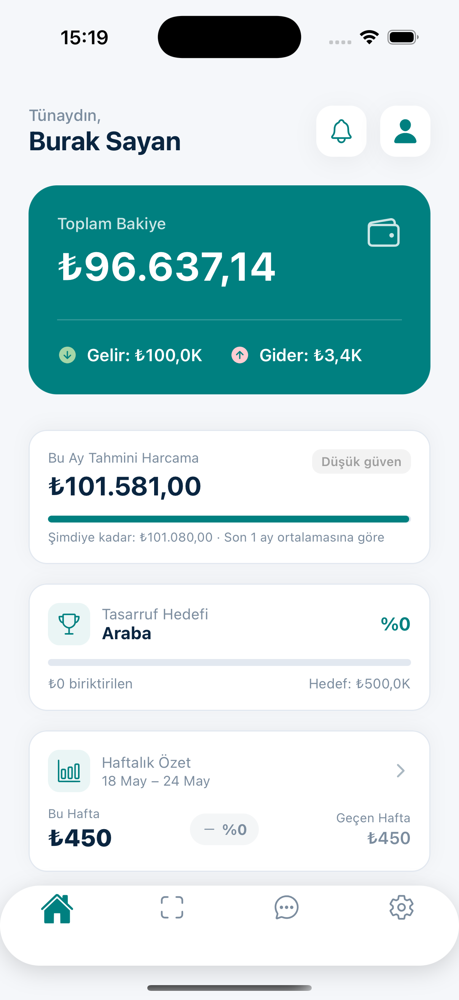 15:19
Tünaydın,
Burak Sayan
Toplam Bakiye
₺96.637,14
Gelir: ₺100,0K
Gider: ₺3,4K
Bu Ay Tahmini Harcama
Düşük güven
₺101.581,00
Şimdiye kadar: ₺101.080,00 · Son 1 ay ortalamasına göre
Tasarruf Hedefi
Araba
%0
₺0 biriktirilen
Hedef: ₺500,0K
Haftalık Özet
18 May – 24 May
Bu Hafta
₺450
— %0
Geçen Hafta
₺450